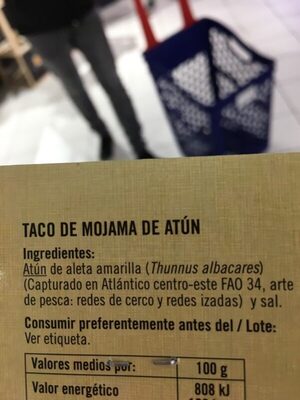 TACO DE MOJAMA DE ATÚN
Ingredientes:
Atún de aleta amarilla (Thunnus albacares)
(Capturado en Atlántico centro-este FAO 34, arte
de pesca: redes de cerco y redes izadas) y sal.
Consumir preferentemente antes del / Lote:
Ver etiqueta.
Valores medios por: 100 g
Valor energético 808 kJ